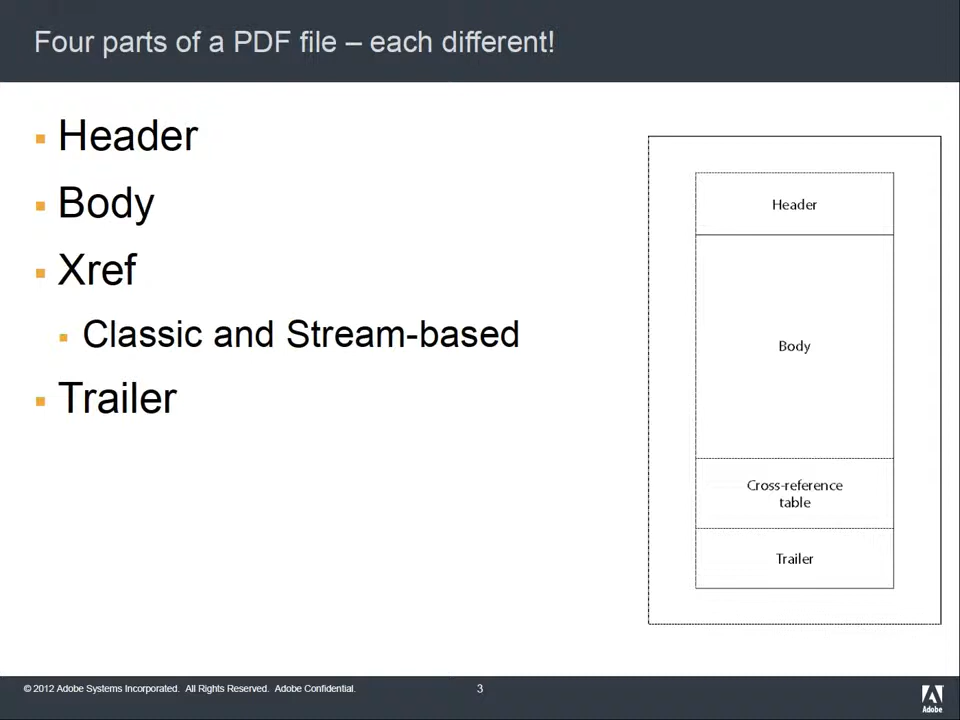 Four parts of a PDF file – each different!
Header
Body
Xref
Classic and Stream-based
Trailer
Header
Body
Cross-reference
table
Trailer
© 2012 Adobe Systems Incorporated. All Rights Reserved. Adobe Confidential.
3
Adobe